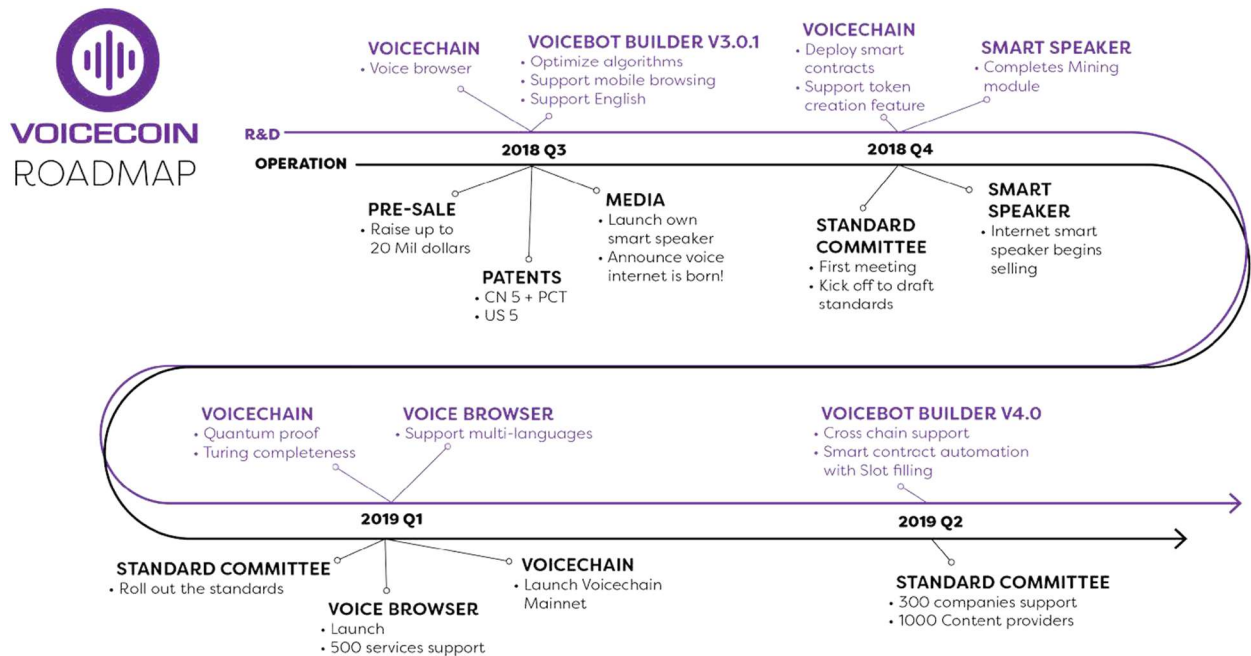 VOICECOIN
ROADMAP
VOICECHAIN
• Voice browser
VOICEBOT BUILDER V3.0.1
• Optimize algorithms
• Support mobile browsing
• Support English
VOICECHAIN
• Deploy smart
contracts
• Support token
creation feature
SMART SPEAKER
• Completes Mining
module
R&D
OPERATION
2018 Q3
2018 Q4
PRE-SALE
• Raise up to
20 Mil dollars
PATENTS
• CN 5 + PCT
• US 5
MEDIA
• Launch own
smart speaker
• Announce voice
internet is born!
STANDARD
COMMITTEE
• First meeting
• Kick off to draft
standards
SMART
SPEAKER
• Internet smart
speaker begins
selling
VOICECHAIN
• Quantum proof
• Turing completeness
VOICE BROWSER
• Support multi-languages
VOICEBOT BUILDER V4.0
• Cross chain support
• Smart contract automation
with Slot filling
2019 Q1
2019 Q2
STANDARD COMMITTEE
• Roll out the standards
VOICE BROWSER
• Launch
• 500 services support
VOICECHAIN
• Launch Voicechain
Mainnet
STANDARD COMMITTEE
• 300 companies support
• 1000 Content providers